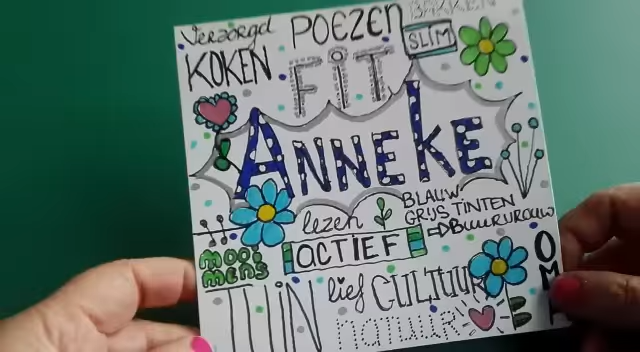 Verzorgd
POEZEN
BAKKEN
KOKEN
FiT
SLIM
ANNEKE
lezen
BLAUW
GRIJS TINTEN
⇨Buurvrouw
mooi
mens
ACTIEF
TUIN
lief
CULTUUR
natuur
OMA